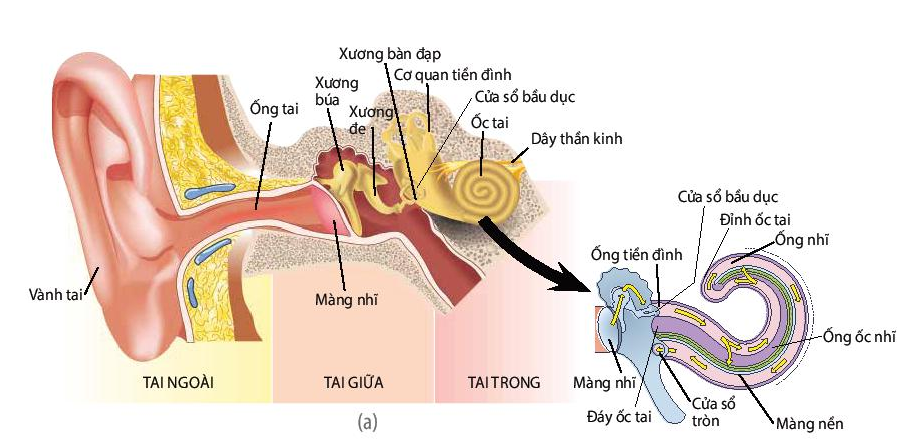 Xương bàn đạp
Cơ quan tiền đình
Xương
búa
Cửa sổ bầu dục
Ống tai
Xương
đe
Ốc tai
Dây thần kinh
Cửa sổ bầu dục
Đỉnh ốc tai
Ống nhĩ
Ống tiền đình
Vành tai
Màng nhĩ
Ống ốc nhĩ
TAI NGOÀI
TAI GIỮA
TAI TRONG
Màng nhĩ
Đáy ốc tai
Cửa sổ
tròn
Màng nền
(a)